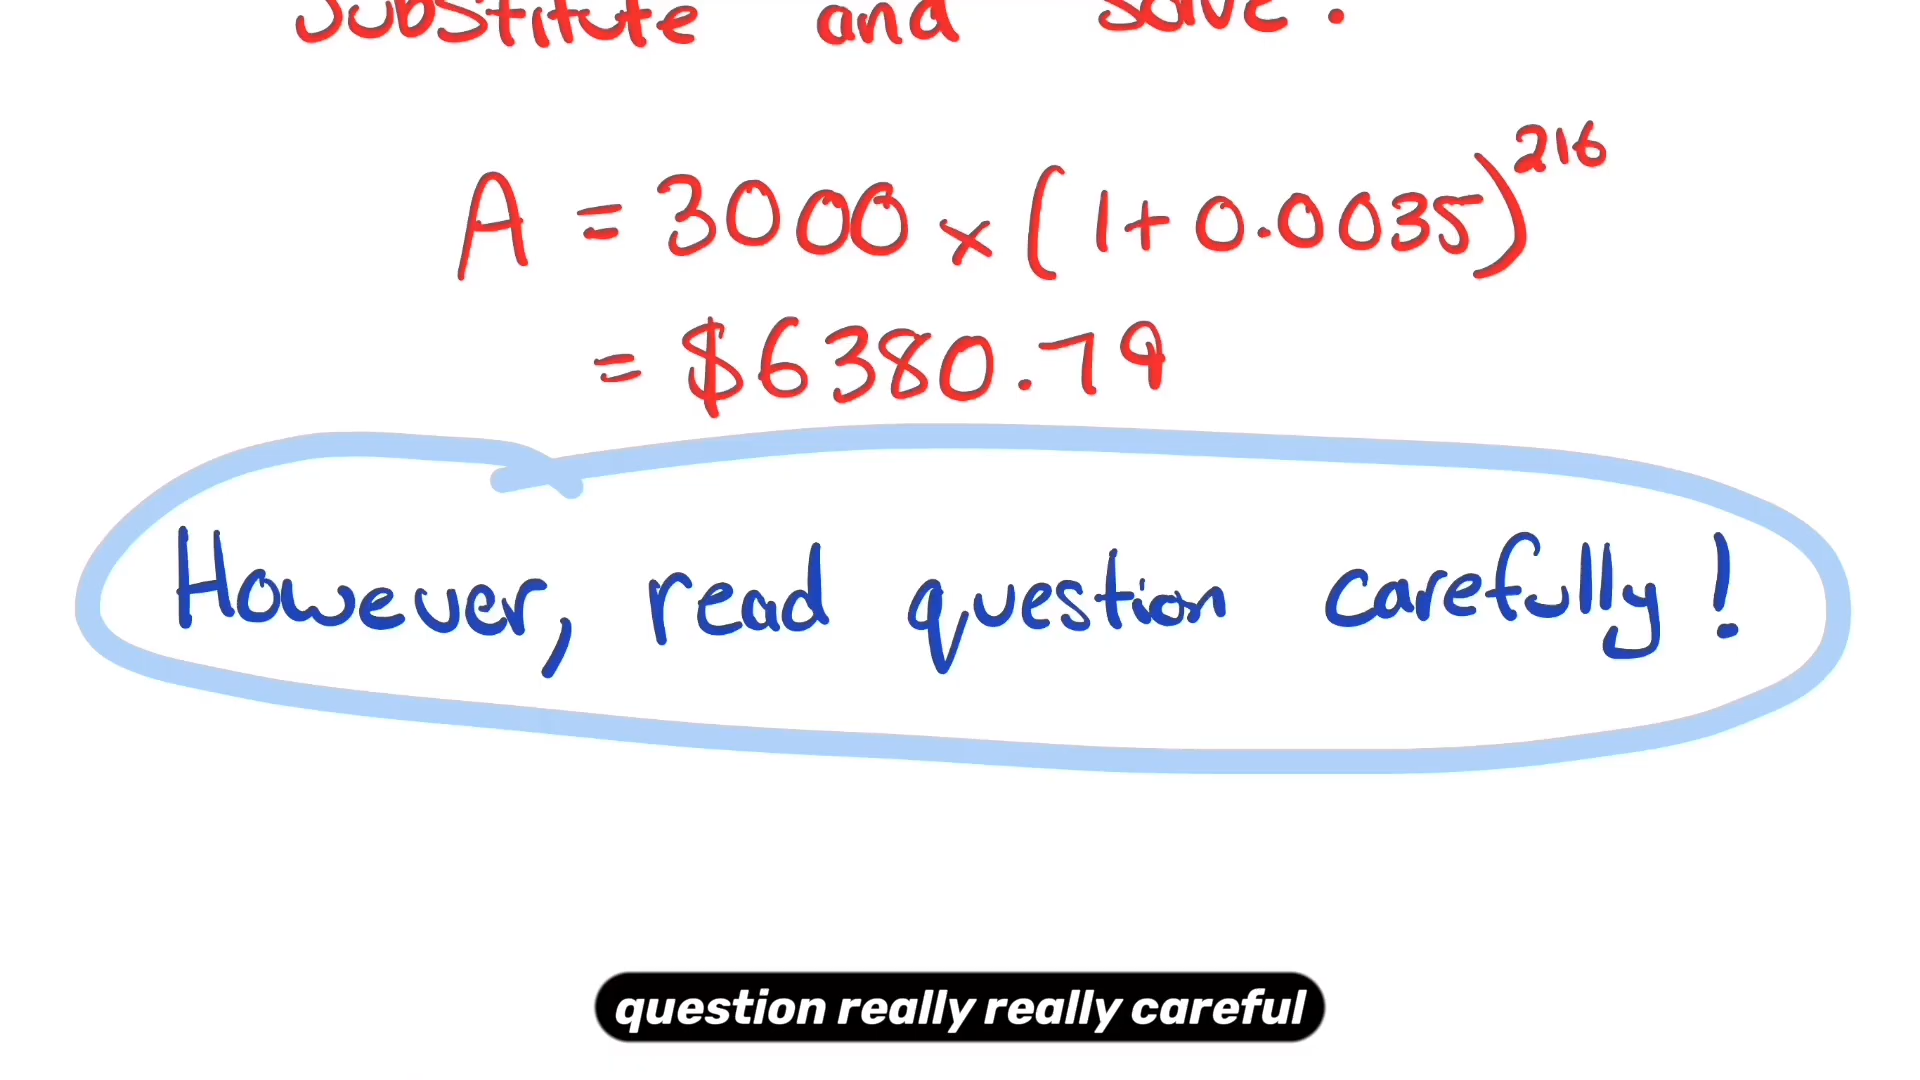 Substitute and solve.
A = 3000 × (1 + 0.0035)²¹⁶
= $6380.79
However, read question carefully!
question really really careful